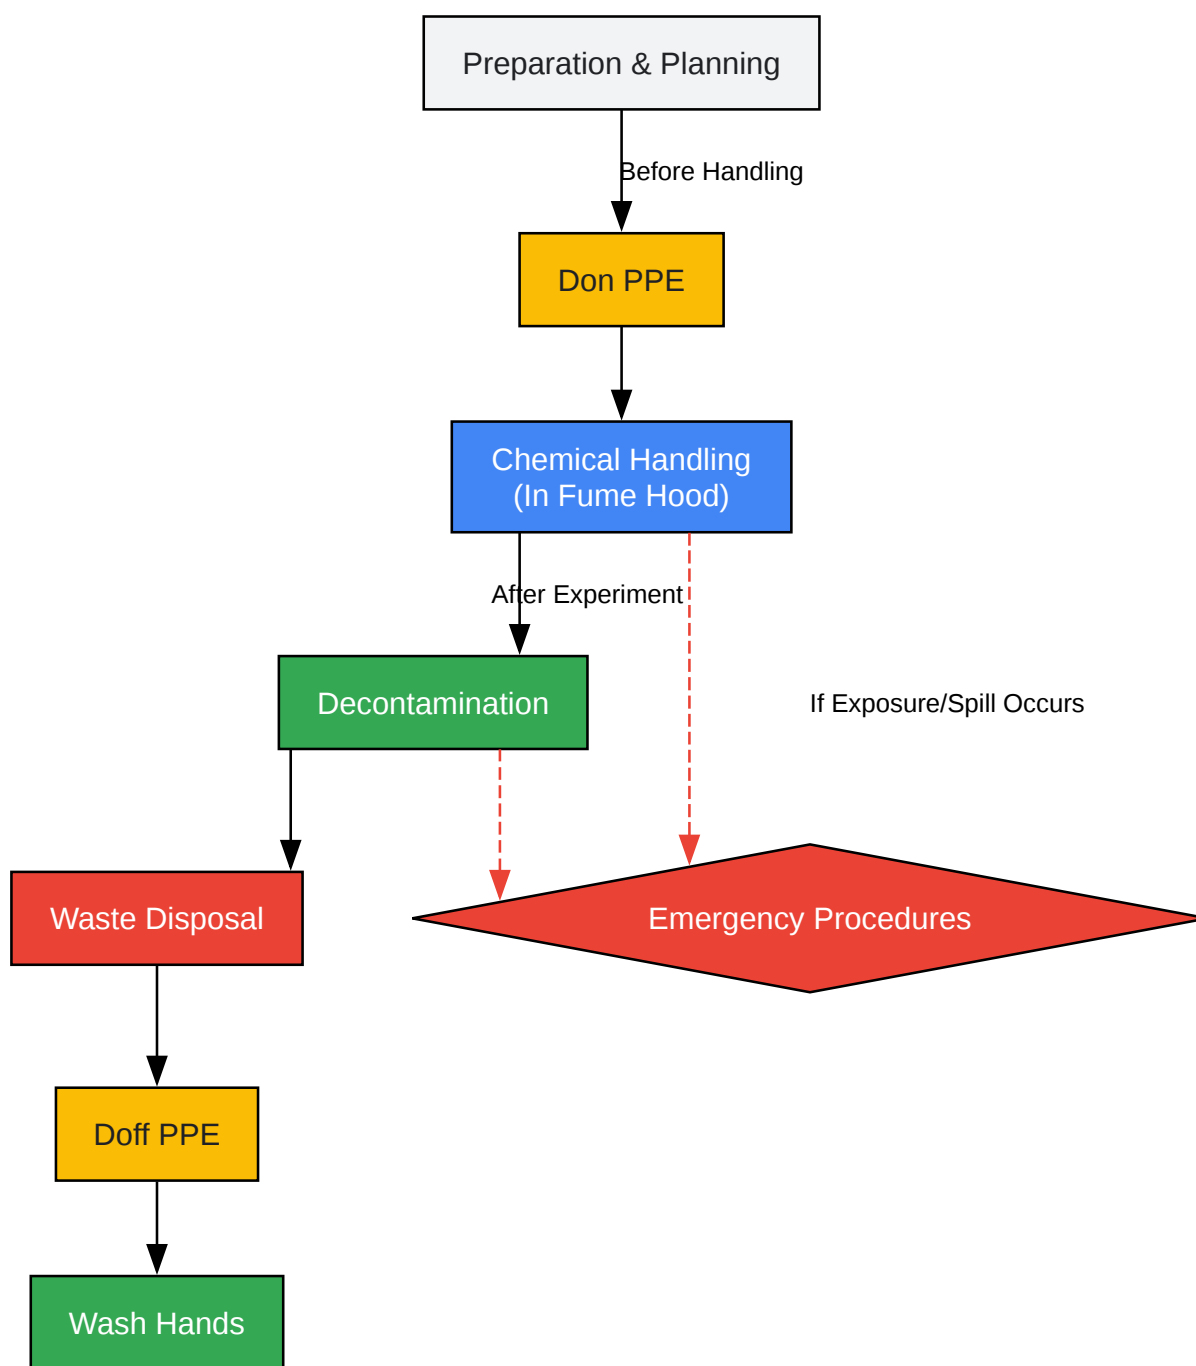 Preparation & Planning
Before Handling
Don PPE
Chemical Handling
(In Fume Hood)
After Experiment
Decontamination
If Exposure/Spill Occurs
Waste Disposal
Emergency Procedures
Doff PPE
Wash Hands